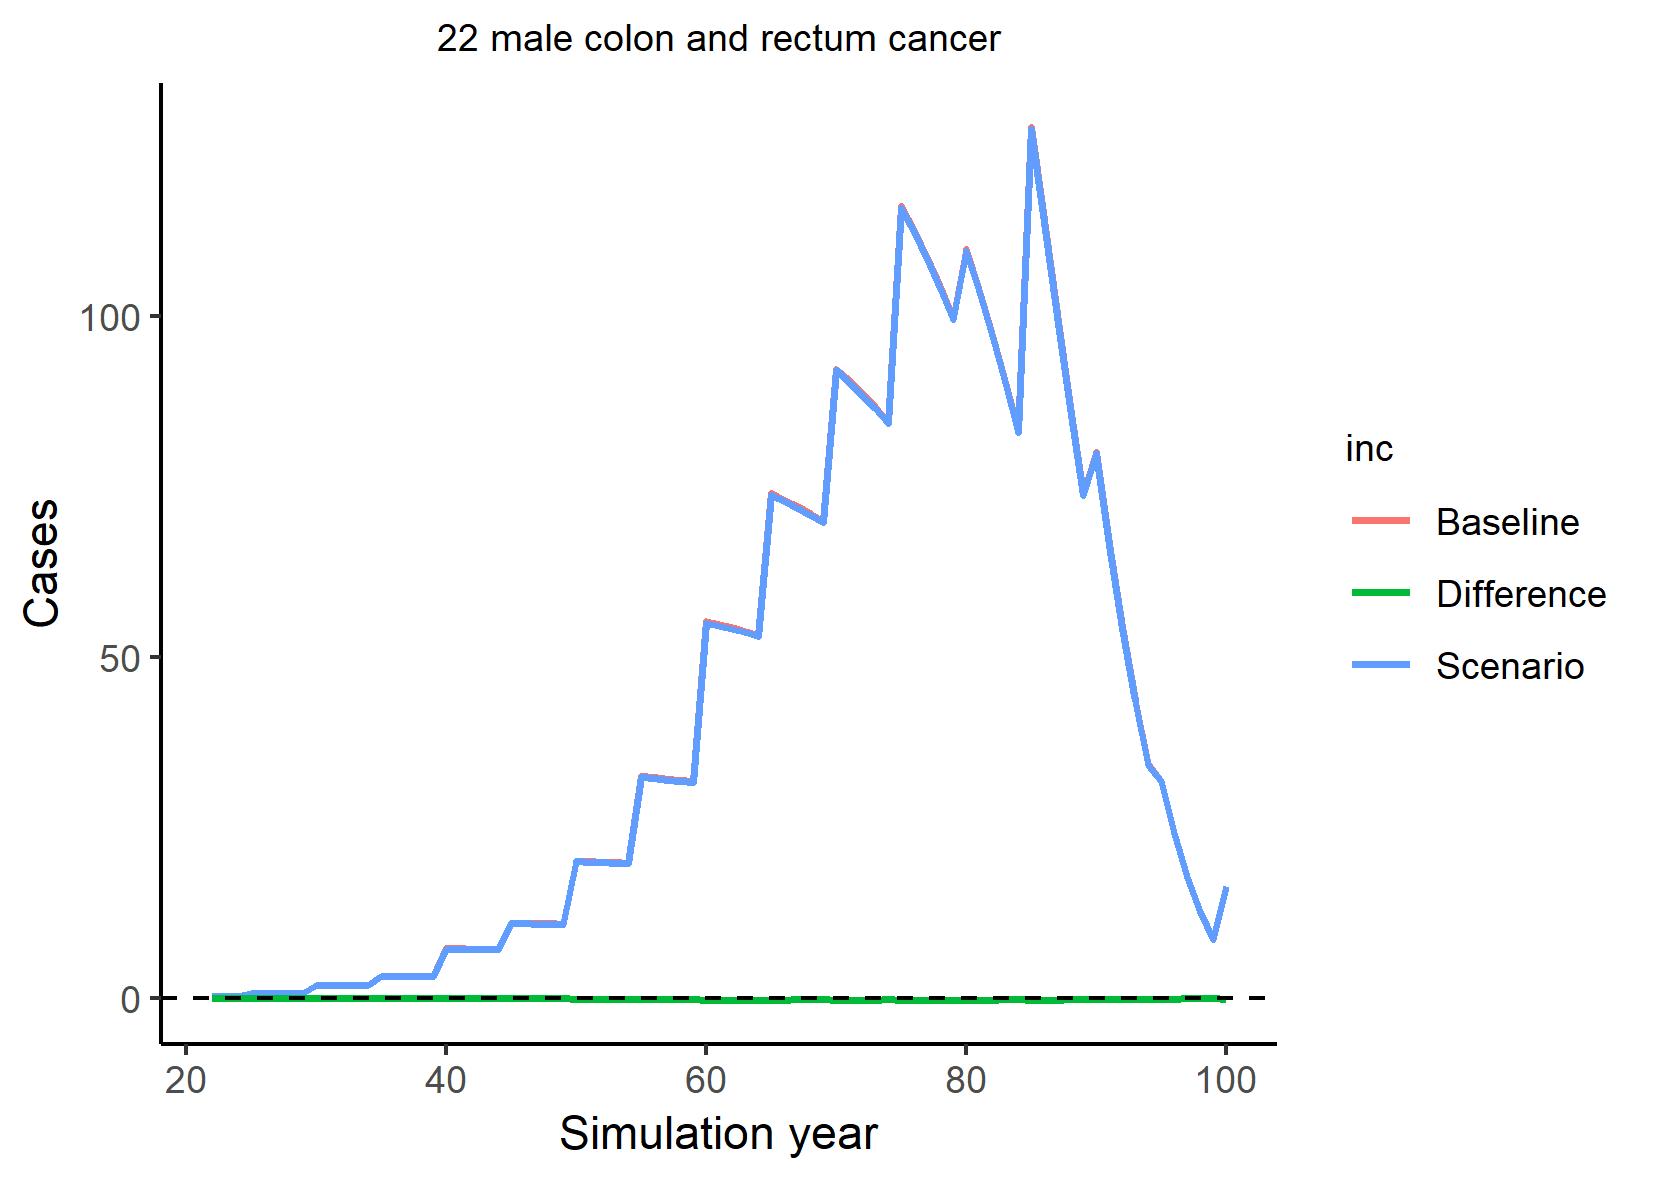 22 male colon and rectum cancer
Cases
100
50
0
20 40 60 80 100
Simulation year
inc
Baseline
Difference
Scenario